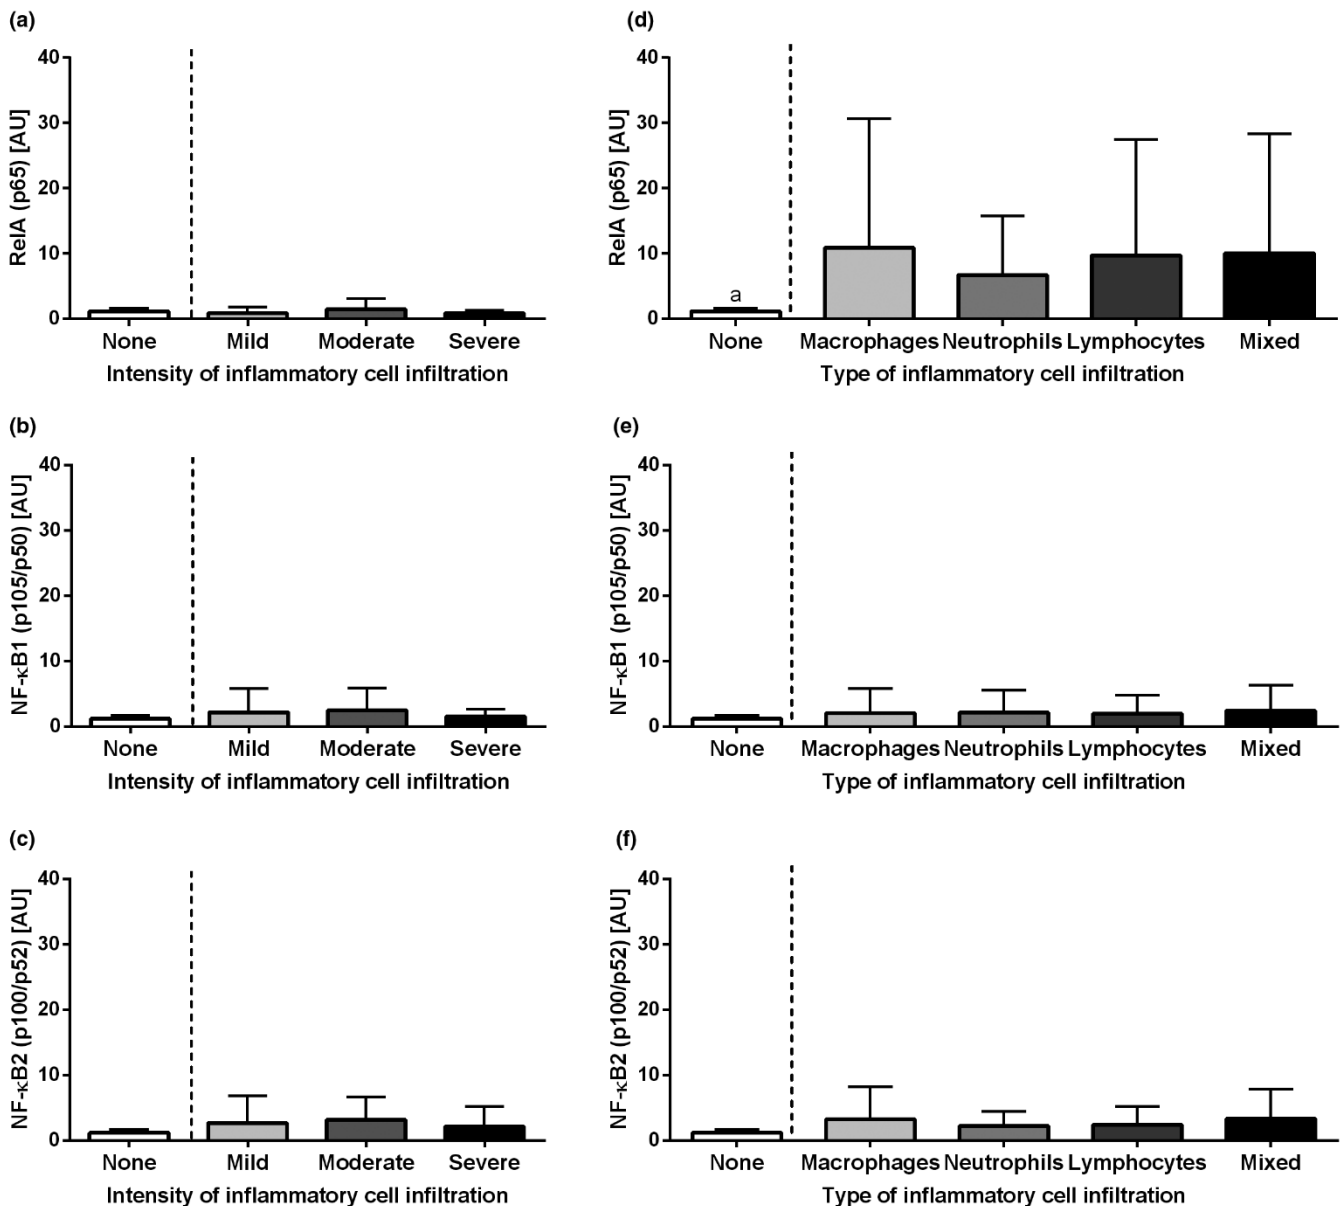 (a)
RelA (p65) [AU]
40
30
20
10
0
None Mild Moderate Severe
Intensity of inflammatory cell infiltration
(d)
RelA (p65) [AU]
40
30
20
10
0
a
None Macrophages Neutrophils Lymphocytes Mixed
Type of inflammatory cell infiltration
(b)
NF-κB1 (p105/p50) [AU]
40
30
20
10
0
None Mild Moderate Severe
Intensity of inflammatory cell infiltration
(e)
NF-κB1 (p105/p50) [AU]
40
30
20
10
0
None Macrophages Neutrophils Lymphocytes Mixed
Type of inflammatory cell infiltration
(c)
NF-κB2 (p100/p52) [AU]
40
30
20
10
0
None Mild Moderate Severe
Intensity of inflammatory cell infiltration
(f)
NF-κB2 (p100/p52) [AU]
40
30
20
10
0
None Macrophages Neutrophils Lymphocytes Mixed
Type of inflammatory cell infiltration